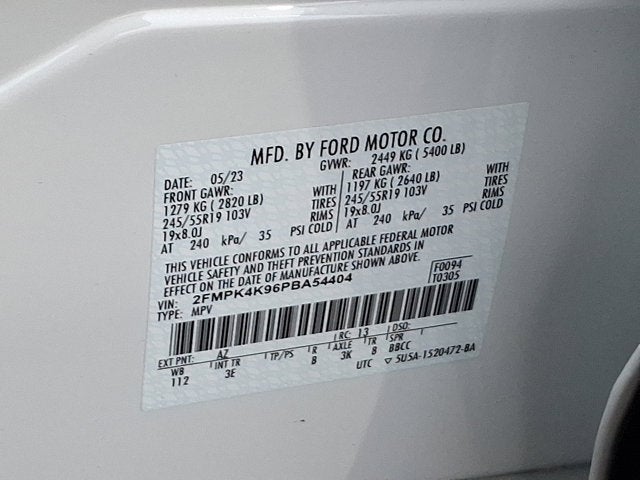 MFD. BY FORD MOTOR CO.
DATE: 05/23 GVWR: 2449 KG ( 5400 LB)
FRONT GAWR: REAR GAWR:
1279 KG ( 2820 LB) WITH 1197 KG ( 2640 LB) WITH
245/55R19 103V TIRES 245/55R19 103V TIRES
19x8.0J RIMS 19x8.0J RIMS
AT 240 kPa/ 35 PSI COLD AT 240 kPa/ 35 PSI COLD
THIS VEHICLE CONFORMS TO ALL APPLICABLE FEDERAL MOTOR
VEHICLE SAFETY AND THEFT PREVENTION STANDARDS IN
EFFECT ON THE DATE OF MANUFACTURE SHOWN ABOVE.
VIN: 2FMPK4K96PBA54404 F0094
TYPE: MPV T0305
EXT PNT: AZ RC: 13 DSO:
WB INT TR TP/PS R AXLE TR SPR
112 3E 8 3K 8 BBCC
UTC ▽ 5U5A-1520472-BA